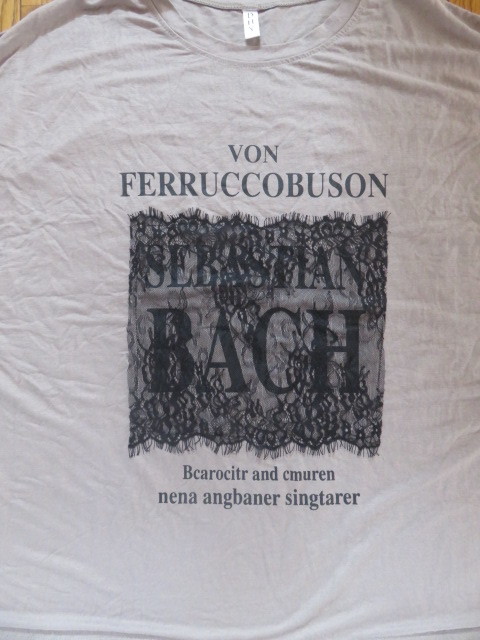 VON
FERRUCCOBUSON
SEBASTIAN
BACH
Bcarocitr and cmuren
nena angbaner singtarer